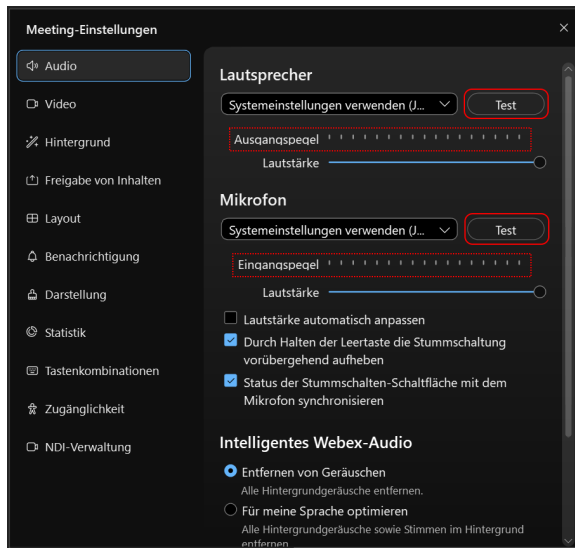 Meeting-Einstellungen
Audio
Video
Hintergrund
Freigabe von Inhalten
Layout
Benachrichtigung
Darstellung
Statistik
Tastenkombinationen
Zugänglichkeit
NDI-Verwaltung
Lautsprecher
Systemeinstellungen verwenden (J...
Test
Ausgangspegel
Lautstärke
Mikrofon
Systemeinstellungen verwenden (J...
Test
Eingangspegel
Lautstärke
Lautstärke automatisch anpassen
Durch Halten der Leertaste die Stummschaltung
vorübergehend aufheben
Status der Stummschalten-Schaltfläche mit dem
Mikrofon synchronisieren
Intelligentes Webex-Audio
Entfernen von Geräuschen
Alle Hintergrundgeräusche entfernen.
Für meine Sprache optimieren
Alle Hintergrundgeräusche sowie Stimmen im Hintergrund
entfernen